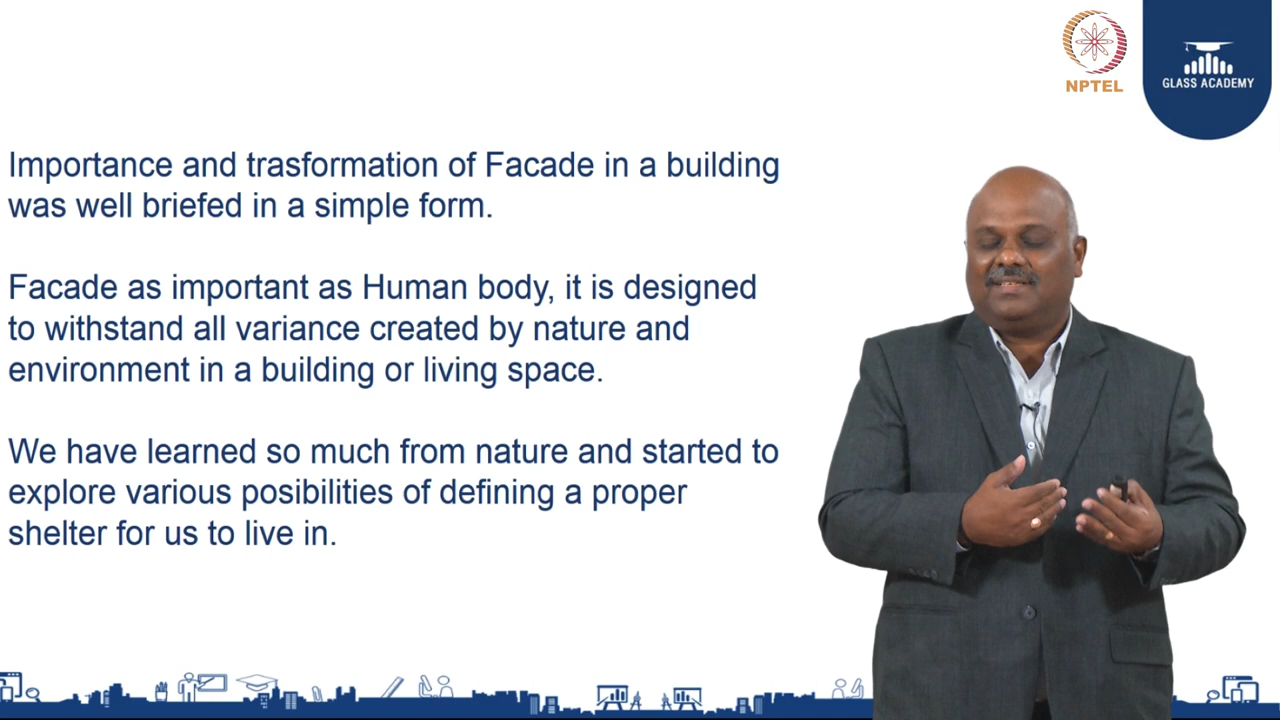 NPTEL
GLASS ACADEMY
Importance and trasformation of Facade in a building
was well briefed in a simple form.
Facade as important as Human body, it is designed
to withstand all variance created by nature and
environment in a building or living space.
We have learned so much from nature and started to
explore various posibilities of defining a proper
shelter for us to live in.